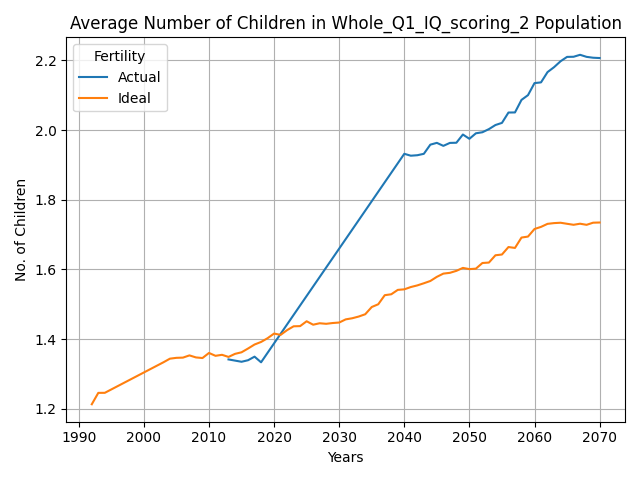 Average Number of Children in Whole_Q1_IQ_scoring_2 Population
Fertility
Actual
Ideal
No. of Children
2.2
2.0
1.8
1.6
1.4
1.2
1990 2000 2010 2020 2030 2040 2050 2060 2070
Years